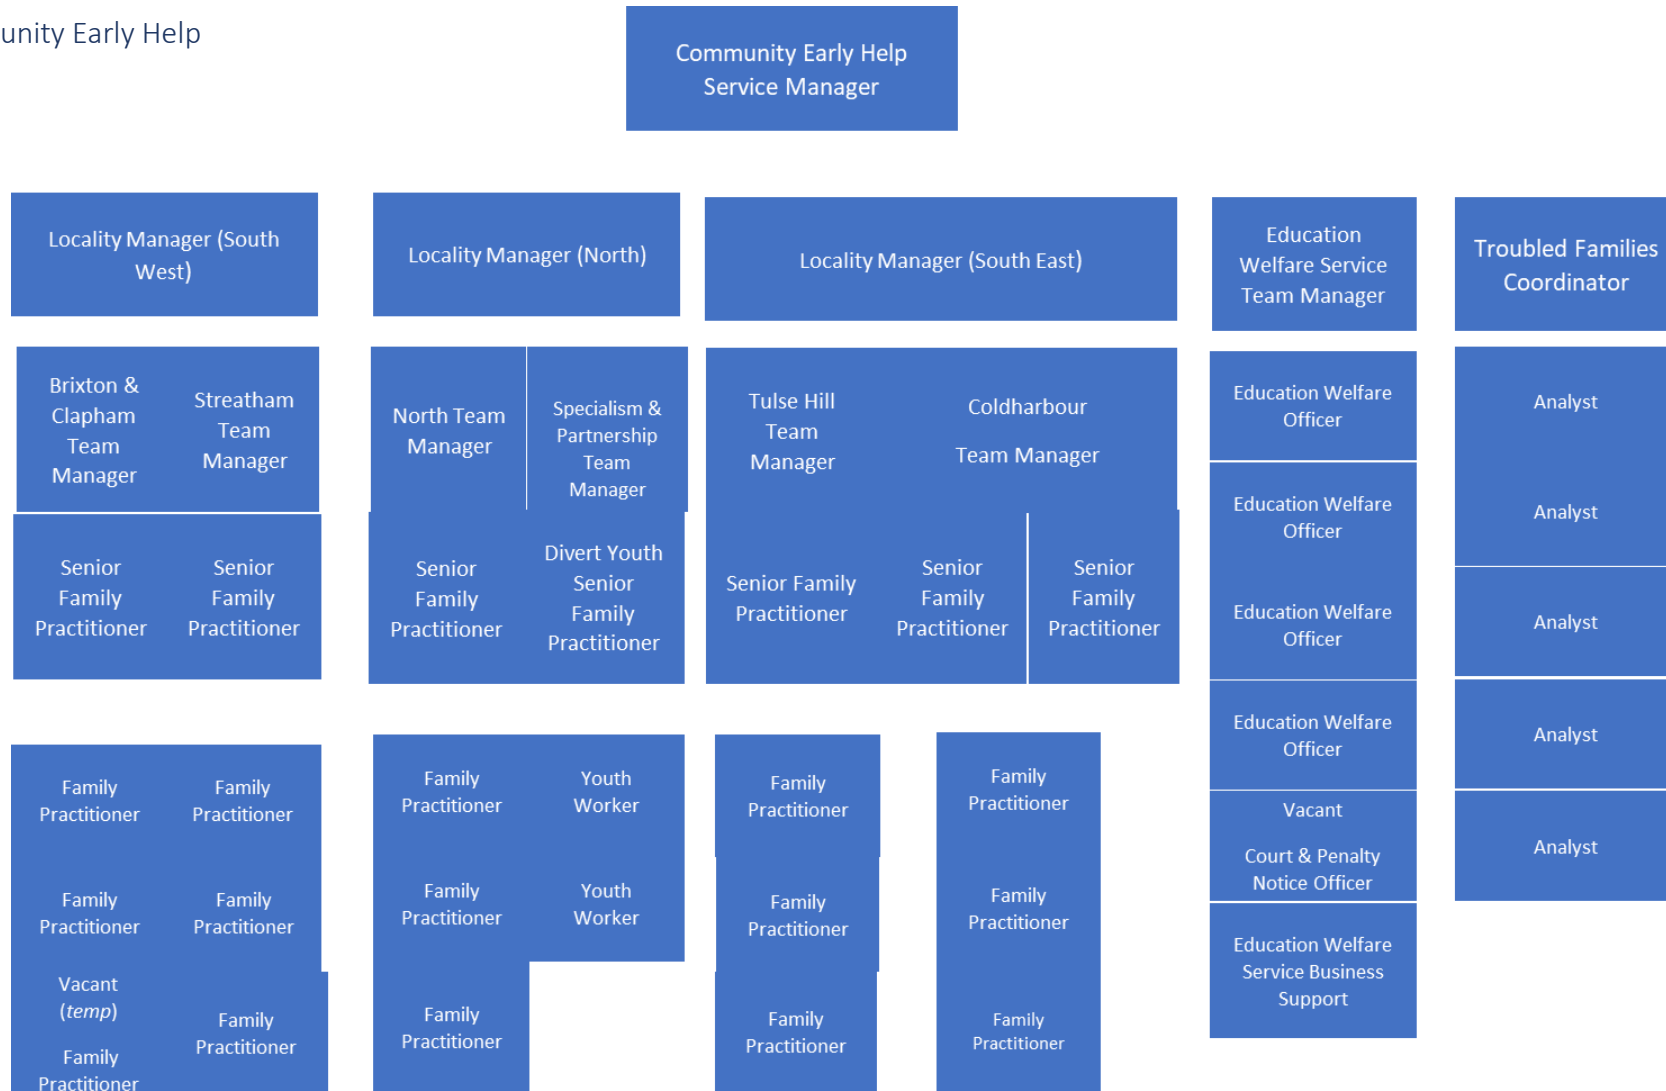 unity Early Help
Community Early Help
Service Manager
Locality Manager (South
West)
Locality Manager (North)
Locality Manager (South East)
Education
Welfare Service
Team Manager
Troubled Families
Coordinator
Brixton &
Clapham
Team
Manager
Streatham
Team
Manager
North Team
Manager
Specialism &
Partnership
Team
Manager
Tulse Hill
Team
Manager
Coldharbour
Team Manager
Senior
Family
Practitioner
Senior
Family
Practitioner
Senior
Family
Practitioner
Divert Youth
Senior
Family
Practitioner
Senior Family
Practitioner
Senior
Family
Practitioner
Senior
Family
Practitioner
Family
Practitioner
Family
Practitioner
Family
Practitioner
Family
Practitioner
Vacant
(temp)
Family
Practitioner
Family
Practitioner
Family
Practitioner
Youth
Worker
Family
Practitioner
Youth
Worker
Family
Practitioner
Family
Practitioner
Family
Practitioner
Family
Practitioner
Family
Practitioner
Family
Practitioner
Family
Practitioner
Education Welfare
Officer
Education Welfare
Officer
Education Welfare
Officer
Education Welfare
Officer
Vacant
Court & Penalty
Notice Officer
Education Welfare
Service Business
Support
Analyst
Analyst
Analyst
Analyst
Analyst